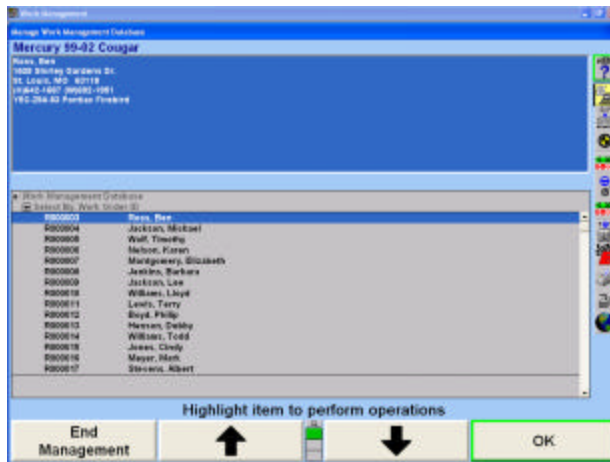 Work Management
Manage Work Management Database
Mercury 99-02 Cougar
Ross, Ben
Shirley Gardens Dr.
St. Louis, MO 63119
Pontiac Firebird
Work Management Database
Select By, Work Order ID
R000003 Ross, Ben
R000004 Jackson, Michael
R000005 Wolf, Timothy
R000006 Nelson, Karen
R000007 Montgomery, Elizabeth
R000008 Jenkins, Barbara
R000009 Jackson, Lee
R000010 Williams, Lloyd
R000011 Lewis, Terry
R000012 Boyd, Philip
R000013 Hansen, Debby
R000014 Williams, Todd
R000015 Jones, Cindy
R000016 Meyer, Mark
R000017 Stevens, Albert
Highlight item to perform operations
End
Management
OK